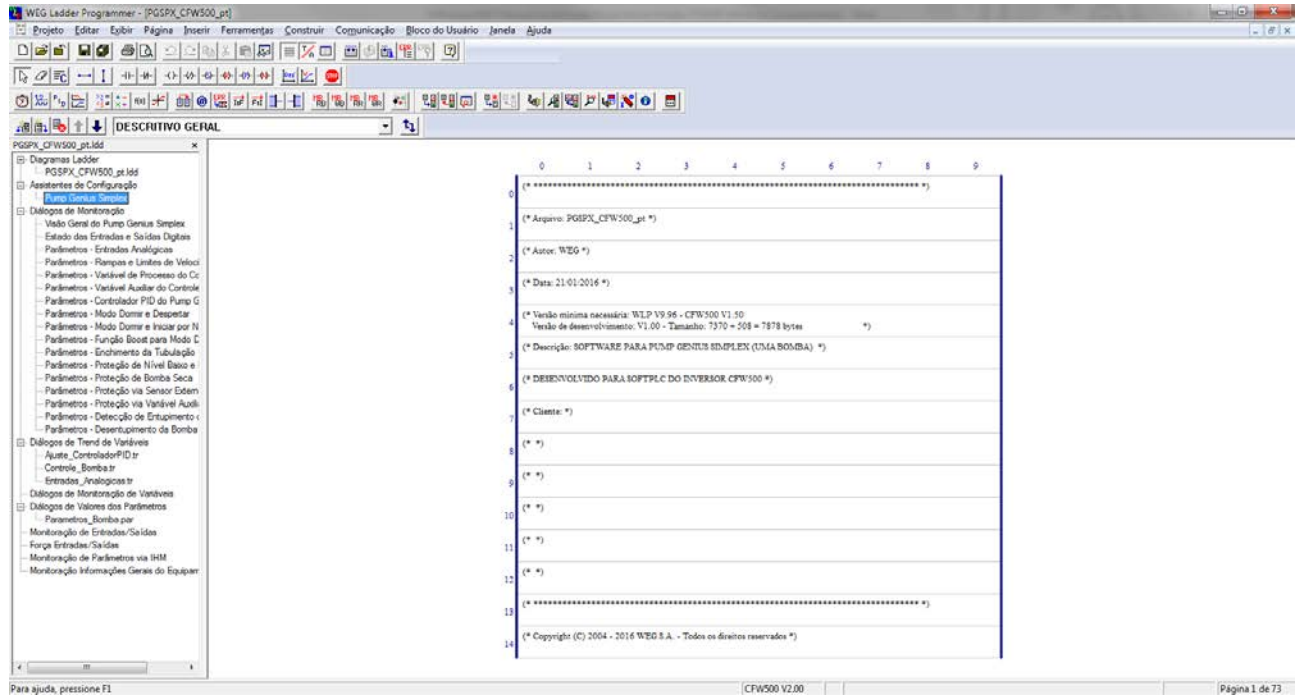 WEG Ladder Programmer - [PGSPX_CFW500_pt]
Projeto Editar Exibir Página Inserir Ferramentas Construir Comunicação Bloco do Usuário Janela Ajuda
DESCRITIVO GERAL
PGSPX_CFW500_pt.ldd
Diagramas Ladder
PGSPX_CFW500_pt.ldd
Assistentes de Configuração
Pump Genius Simplex
Diálogos de Monitoração
Visão Geral do Pump Genius Simplex
Estado das Entradas e Saídas Digitais
Parâmetros - Entradas Analógicas
Parâmetros - Rampas e Limites de Veloci
Parâmetros - Variável de Processo do Co
Parâmetros - Variável Auxiliar do Controle
Parâmetros - Controlador PID do Pump G
Parâmetros - Modo Dormir e Despertar
Parâmetros - Modo Dormir e Iniciar por N
Parâmetros - Função Boost para Modo D
Parâmetros - Enchimento da Tubulação
Parâmetros - Proteção de Nível Baixo e
Parâmetros - Proteção de Bomba Seca
Parâmetros - Proteção via Sensor Extern
Parâmetros - Proteção via Variável Auxili
Parâmetros - Detecção de Entupimento
Parâmetros - Desentupimento da Bomba
Diálogos de Trend de Variáveis
Ajuste_ControladorPID.tr
Controle_Bomba.tr
Entradas_Analogicas.tr
Diálogos de Monitoração de Variáveis
Diálogos de Valores dos Parâmetros
Parametros_Bomba.par
Monitoração de Entradas/Saídas
Força Entradas/Saídas
Monitoração de Parâmetros via IHM
Monitoração Informações Gerais do Equipam
0 1 2 3 4 5 6 7 8 9
0 (* ******************************************************************************** *)
1 (* Arquivo: PGSPX_CFW500_pt *)
2 (* Autor: WEG *)
3 (* Data: 21/01/2016 *)
4 (* Versão mínima necessária: WLP V9.96 - CFW500 V1.50
Versão de desenvolvimento: V1.00 - Tamanho: 7370 + 508 = 7878 bytes *)
5 (* Descrição: SOFTWARE PARA PUMP GENIUS SIMPLEX (UMA BOMBA) *)
6 (* DESENVOLVIDO PARA SOFTPLC DO INVERSOR CFW500 *)
7 (* Cliente: *)
8 (* *)
9 (* *)
10 (* *)
11 (* *)
12 (* *)
13 (* ******************************************************************************** *)
14 (* Copyright (C) 2004 - 2016 WEG S.A. - Todos os direitos reservados *)
Para ajuda, pressione F1
CFW500 V2.00
Página 1 de 73